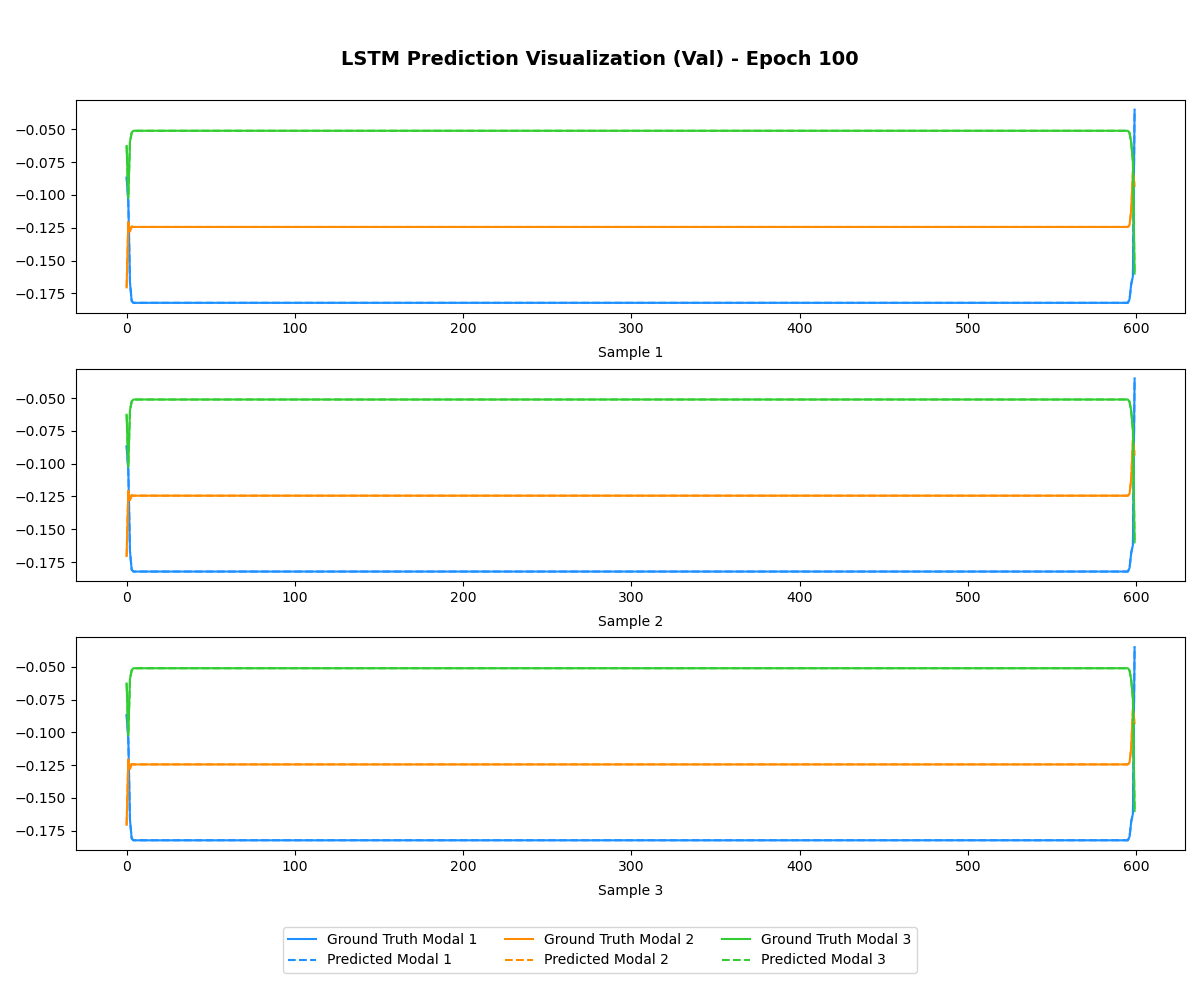 LSTM Prediction Visualization (Val) - Epoch 100
−0.050
−0.075
−0.100
−0.125
−0.150
−0.175
0 100 200 300 400 500 600
Sample 1
−0.050
−0.075
−0.100
−0.125
−0.150
−0.175
0 100 200 300 400 500 600
Sample 2
−0.050
−0.075
−0.100
−0.125
−0.150
−0.175
0 100 200 300 400 500 600
Sample 3
Ground Truth Modal 1 Ground Truth Modal 2 Ground Truth Modal 3
Predicted Modal 1 Predicted Modal 2 Predicted Modal 3